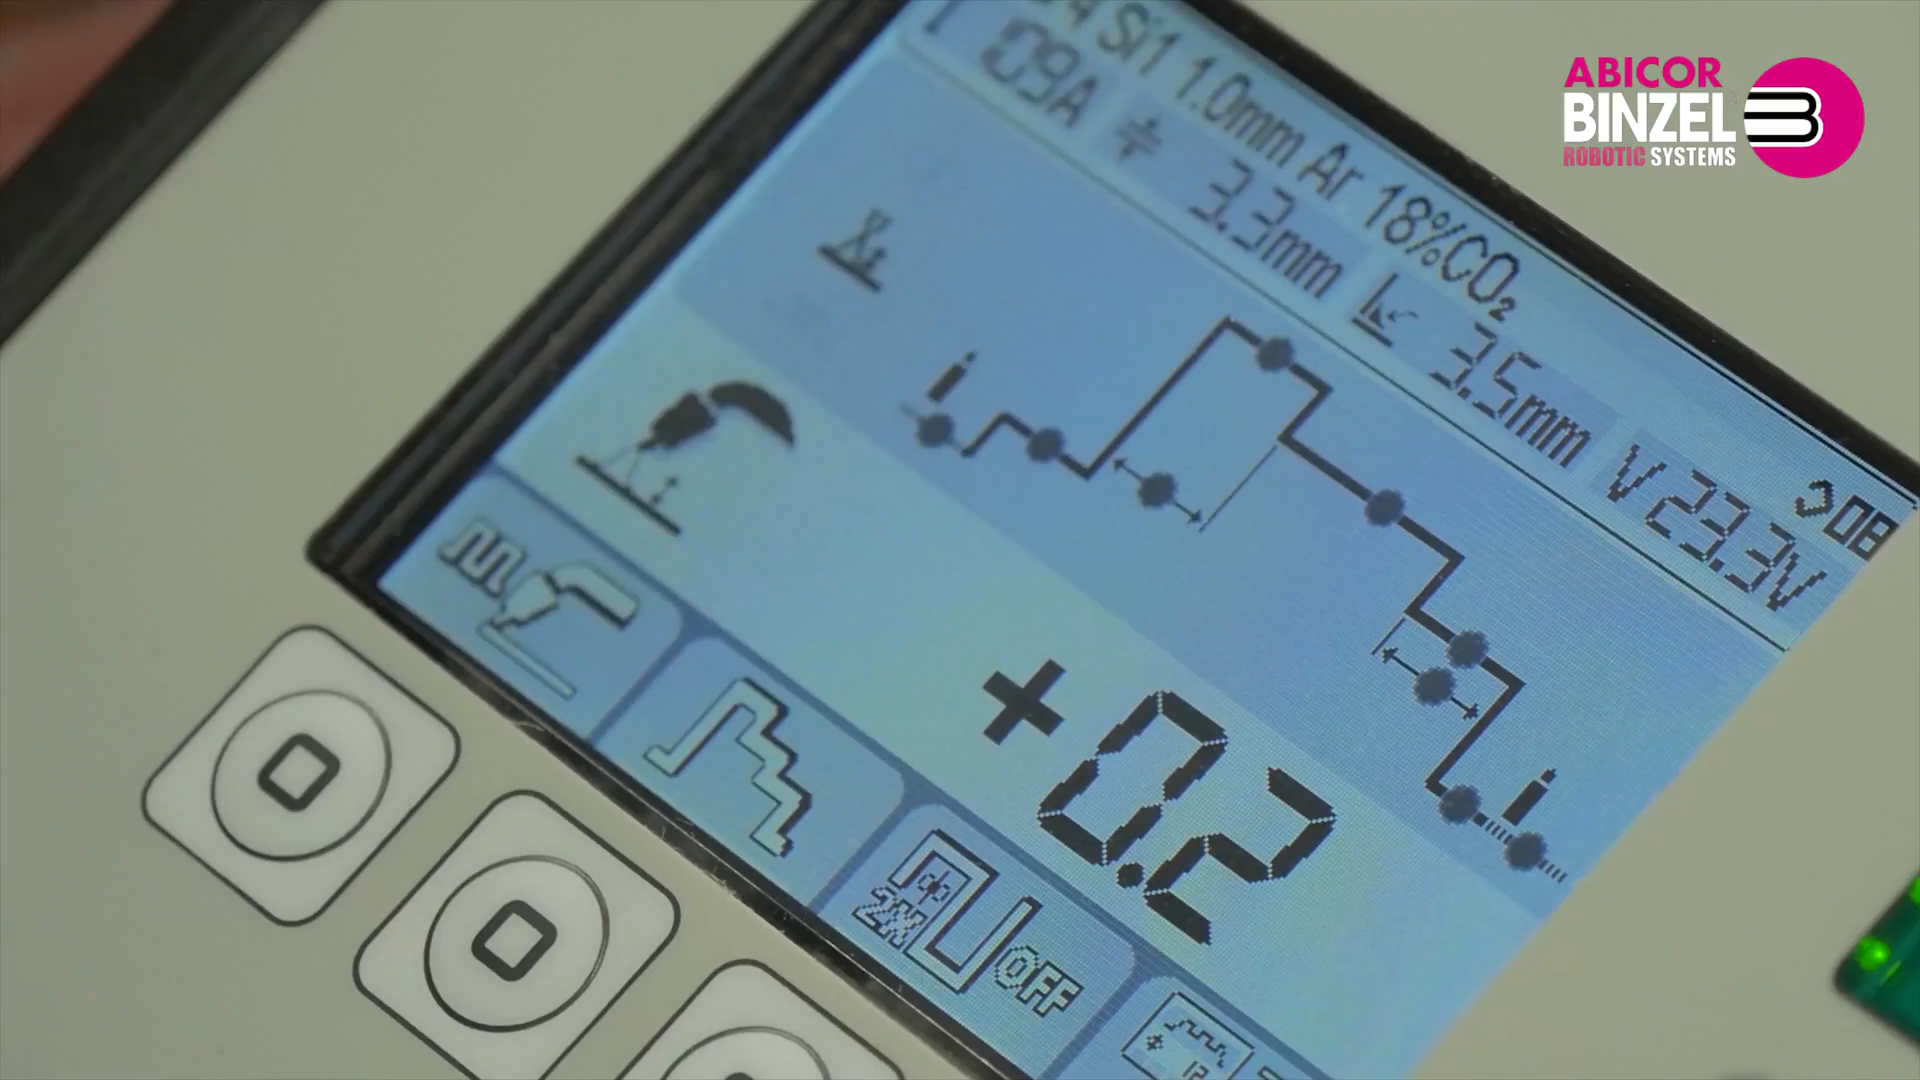 4 Si1 1.0mm Ar 18%CO₂
109A 3.3mm 3.5mm V 23.3V
+0.2
2X OFF
ABICOR
BINZEL
ROBOTIC SYSTEMS